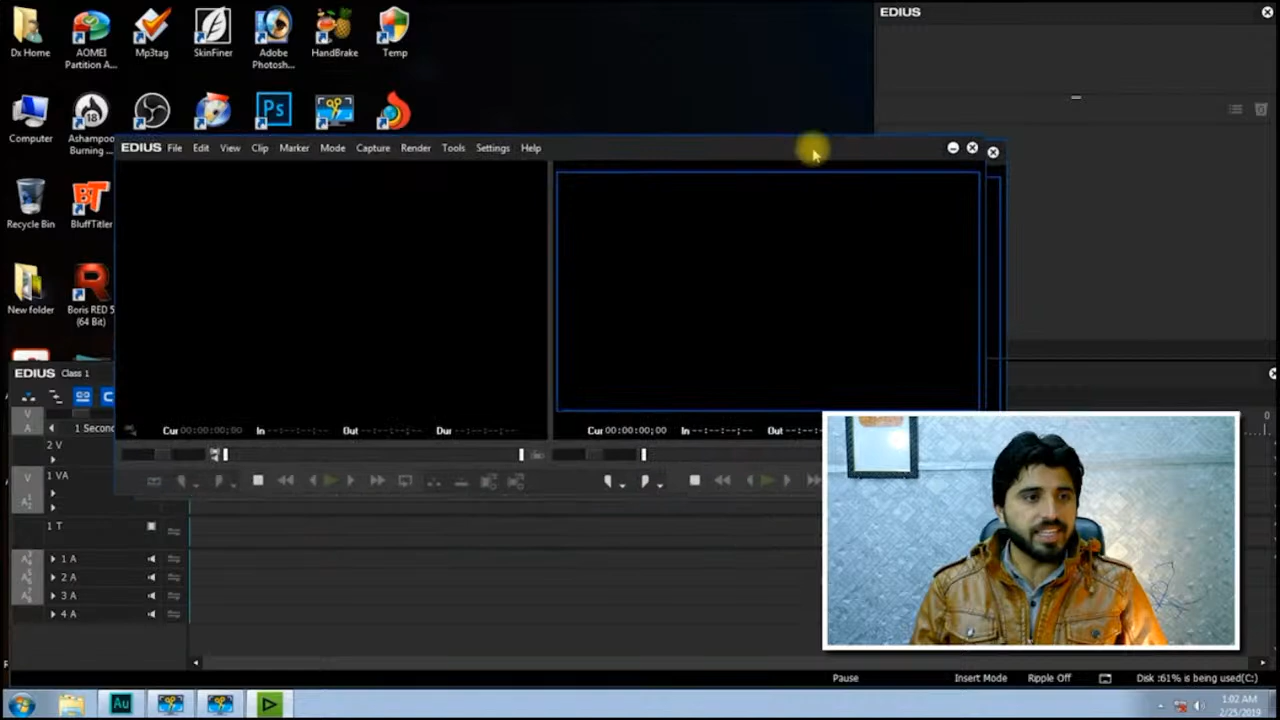 EDIUS
Dx Home
AOMEI
Partition A...
Mp3tag
SkinFiner
Adobe
Photosh...
HandBrake
Temp
Computer
Ashampoo
Burning ...
18
Ps
EDIUS File Edit View Clip Marker Mode Capture Render Tools Settings Help
Recycle Bin
BluffTitler
BT
New folder
Boris RED 5
(64 Bit)
EDIUS Class 1
Cur 00:00:00;00 In --:--:--;-- Out --:--:--;-- Dur --:--:--;--
Cur 00:00:00;00 In --:--:--;-- Out
V
A
1 Secon
2 V
V
1 VA
1 T
1 A
2 A
3 A
4 A
Pause
Insert Mode
Ripple Off
Disk :61% is being used(C:)
Au
1:02 AM
2/25/2019